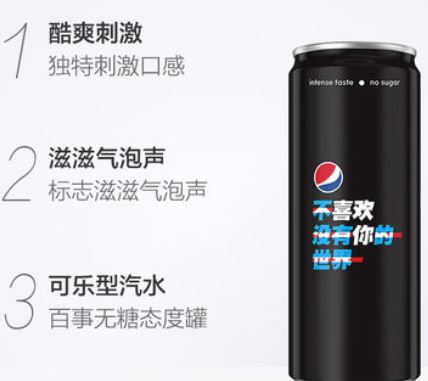 1
酷爽刺激
独特刺激口感
2
滋滋气泡声
标志滋滋气泡声
3
可乐型汽水
百事无糖态度罐
intense taste ● no sugar
不喜欢
没有你的
世界